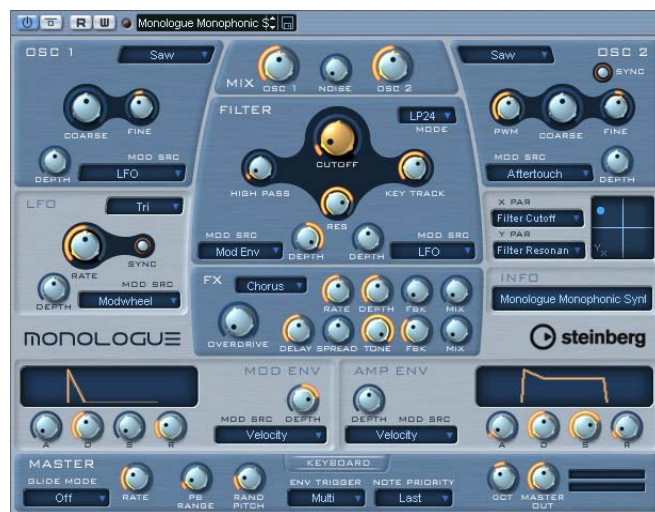 R W Monologue Monophonic S
OSC 1 Saw
COARSE FINE
MOD SRC
DEPTH LFO
MIX OSC 1 NOISE OSC 2
Saw OSC 2
SYNC
PWM COARSE FINE
MOD SRC
Aftertouch DEPTH
FILTER LP24
MODE
CUTOFF
HIGH PASS KEY TRACK
RES
MOD SRC MOD SRC
Mod Env DEPTH DEPTH LFO
LFO Tri
RATE SYNC
MOD SRC
DEPTH Modwheel
X PAR
Filter Cutoff
Y PAR
Filter Resonan
Y X
FX Chorus
RATE DEPTH FBK MIX
OVERDRIVE DELAY SPREAD TONE FBK MIX
INFO
Monologue Monophonic Synt
MONOLOGUE
steinberg
MOD ENV
A D S R
MOD SRC DEPTH
Velocity
AMP ENV
DEPTH MOD SRC
Velocity
A D S R
MASTER KEYBOARD
GLIDE MODE ENV TRIGGER NOTE PRIORITY
Off RATE PB RANGE RAND PITCH Multi Last OCT MASTER OUT